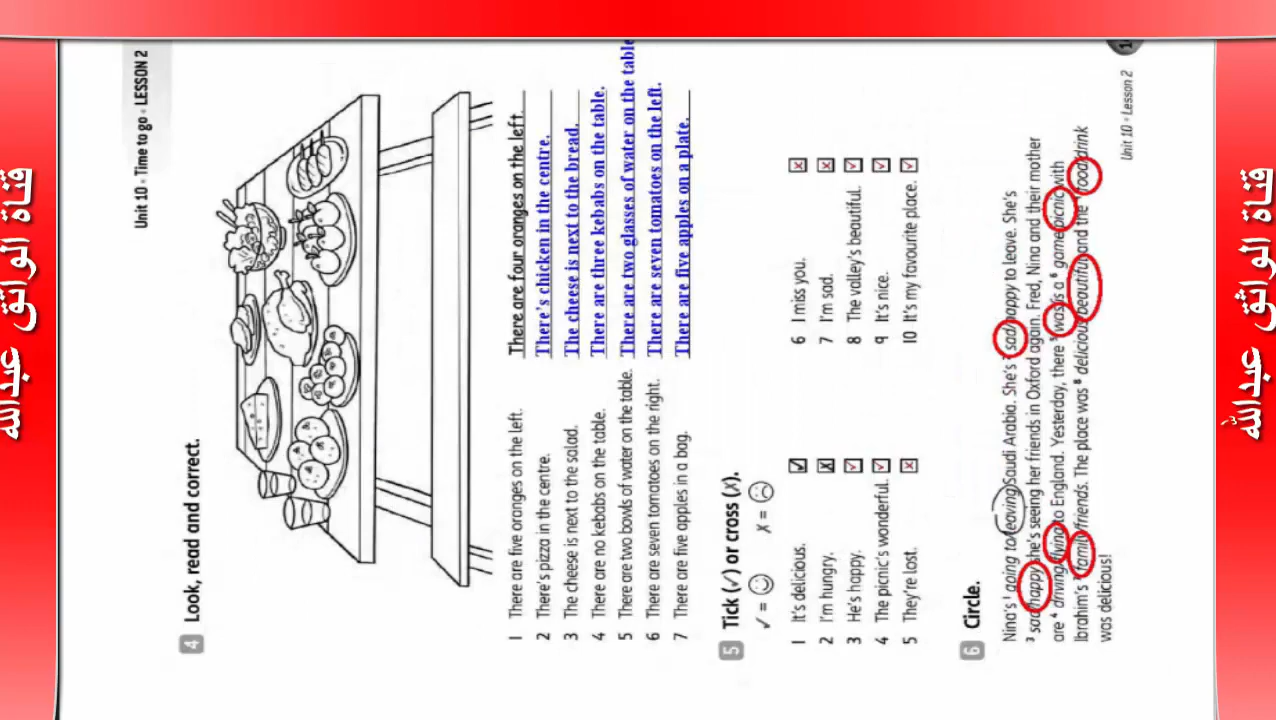 قناة الواثق عبدالله
Unit 10 • Time to go • LESSON 2
4 Look, read and correct.
1 There are five oranges on the left. There are four oranges on the left.
2 There's pizza in the centre. There's chicken in the centre.
3 The cheese is next to the salad. The cheese is next to the bread.
4 There are no kebabs on the table. There are three kebabs on the table.
5 There are two bowls of water on the table. There are two glasses of water on the table
6 There are seven tomatoes on the right. There are seven tomatoes on the left.
7 There are five apples in a bag. There are five apples on a plate.
5 Tick (✓) or cross (x).
✓ = ☺ x = ☹
1 It's delicious. ✓ 6 I miss you. x
2 I'm hungry. x 7 I'm sad. x
3 He's happy. ✓ 8 The valley's beautiful. ✓
4 The picnic's wonderful. ✓ 9 It's nice. ✓
5 They're lost. x 10 It's my favourite place. ✓
6 Circle.
Nina's 1 going to/leaving Saudi Arabia. She's 2 sad/happy to leave. She's
3 sad/happy she's seeing her friends in Oxford again. Fred, Nina and their mother
are 4 driving/flying to England. Yesterday, there 5 was/is a 6 game/picnic with
Ibrahim's 7 family/friends. The place was 8 delicious/beautiful and the 9 food/drink
was delicious!
Unit 10 • Lesson 2
قناة الواثق عبدالله